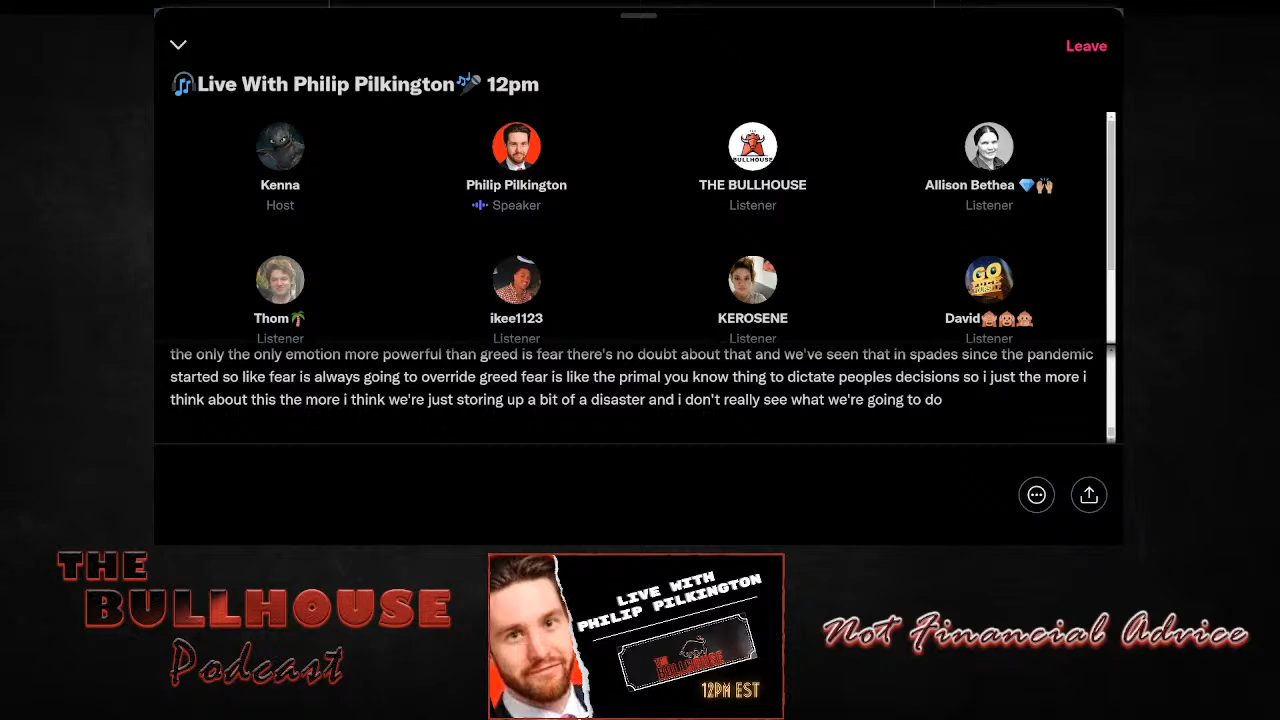 Leave
🎧Live With Philip Pilkington🎤 12pm
Kenna
Host
Philip Pilkington
Speaker
THE BULLHOUSE
Listener
Allison Bethea 💎🙌🏽
Listener
BULLHOUSE
Thom🌴
Listener
ikee1123
Listener
KEROSENE
Listener
David🙈🙉🙊
Listener
GO
the only the only emotion more powerful than greed is fear there's no doubt about that and we've seen that in spades since the pandemic
started so like fear is always going to override greed fear is like the primal you know thing to dictate peoples decisions so i just the more i
think about this the more i think we're just storing up a bit of a disaster and i don't really see what we're going to do
THE
BULLHOUSE
Podcast
LIVE WITH
PHILIP PILKINGTON
THE
BULLHOUSE
12PM EST
Not Financial Advice